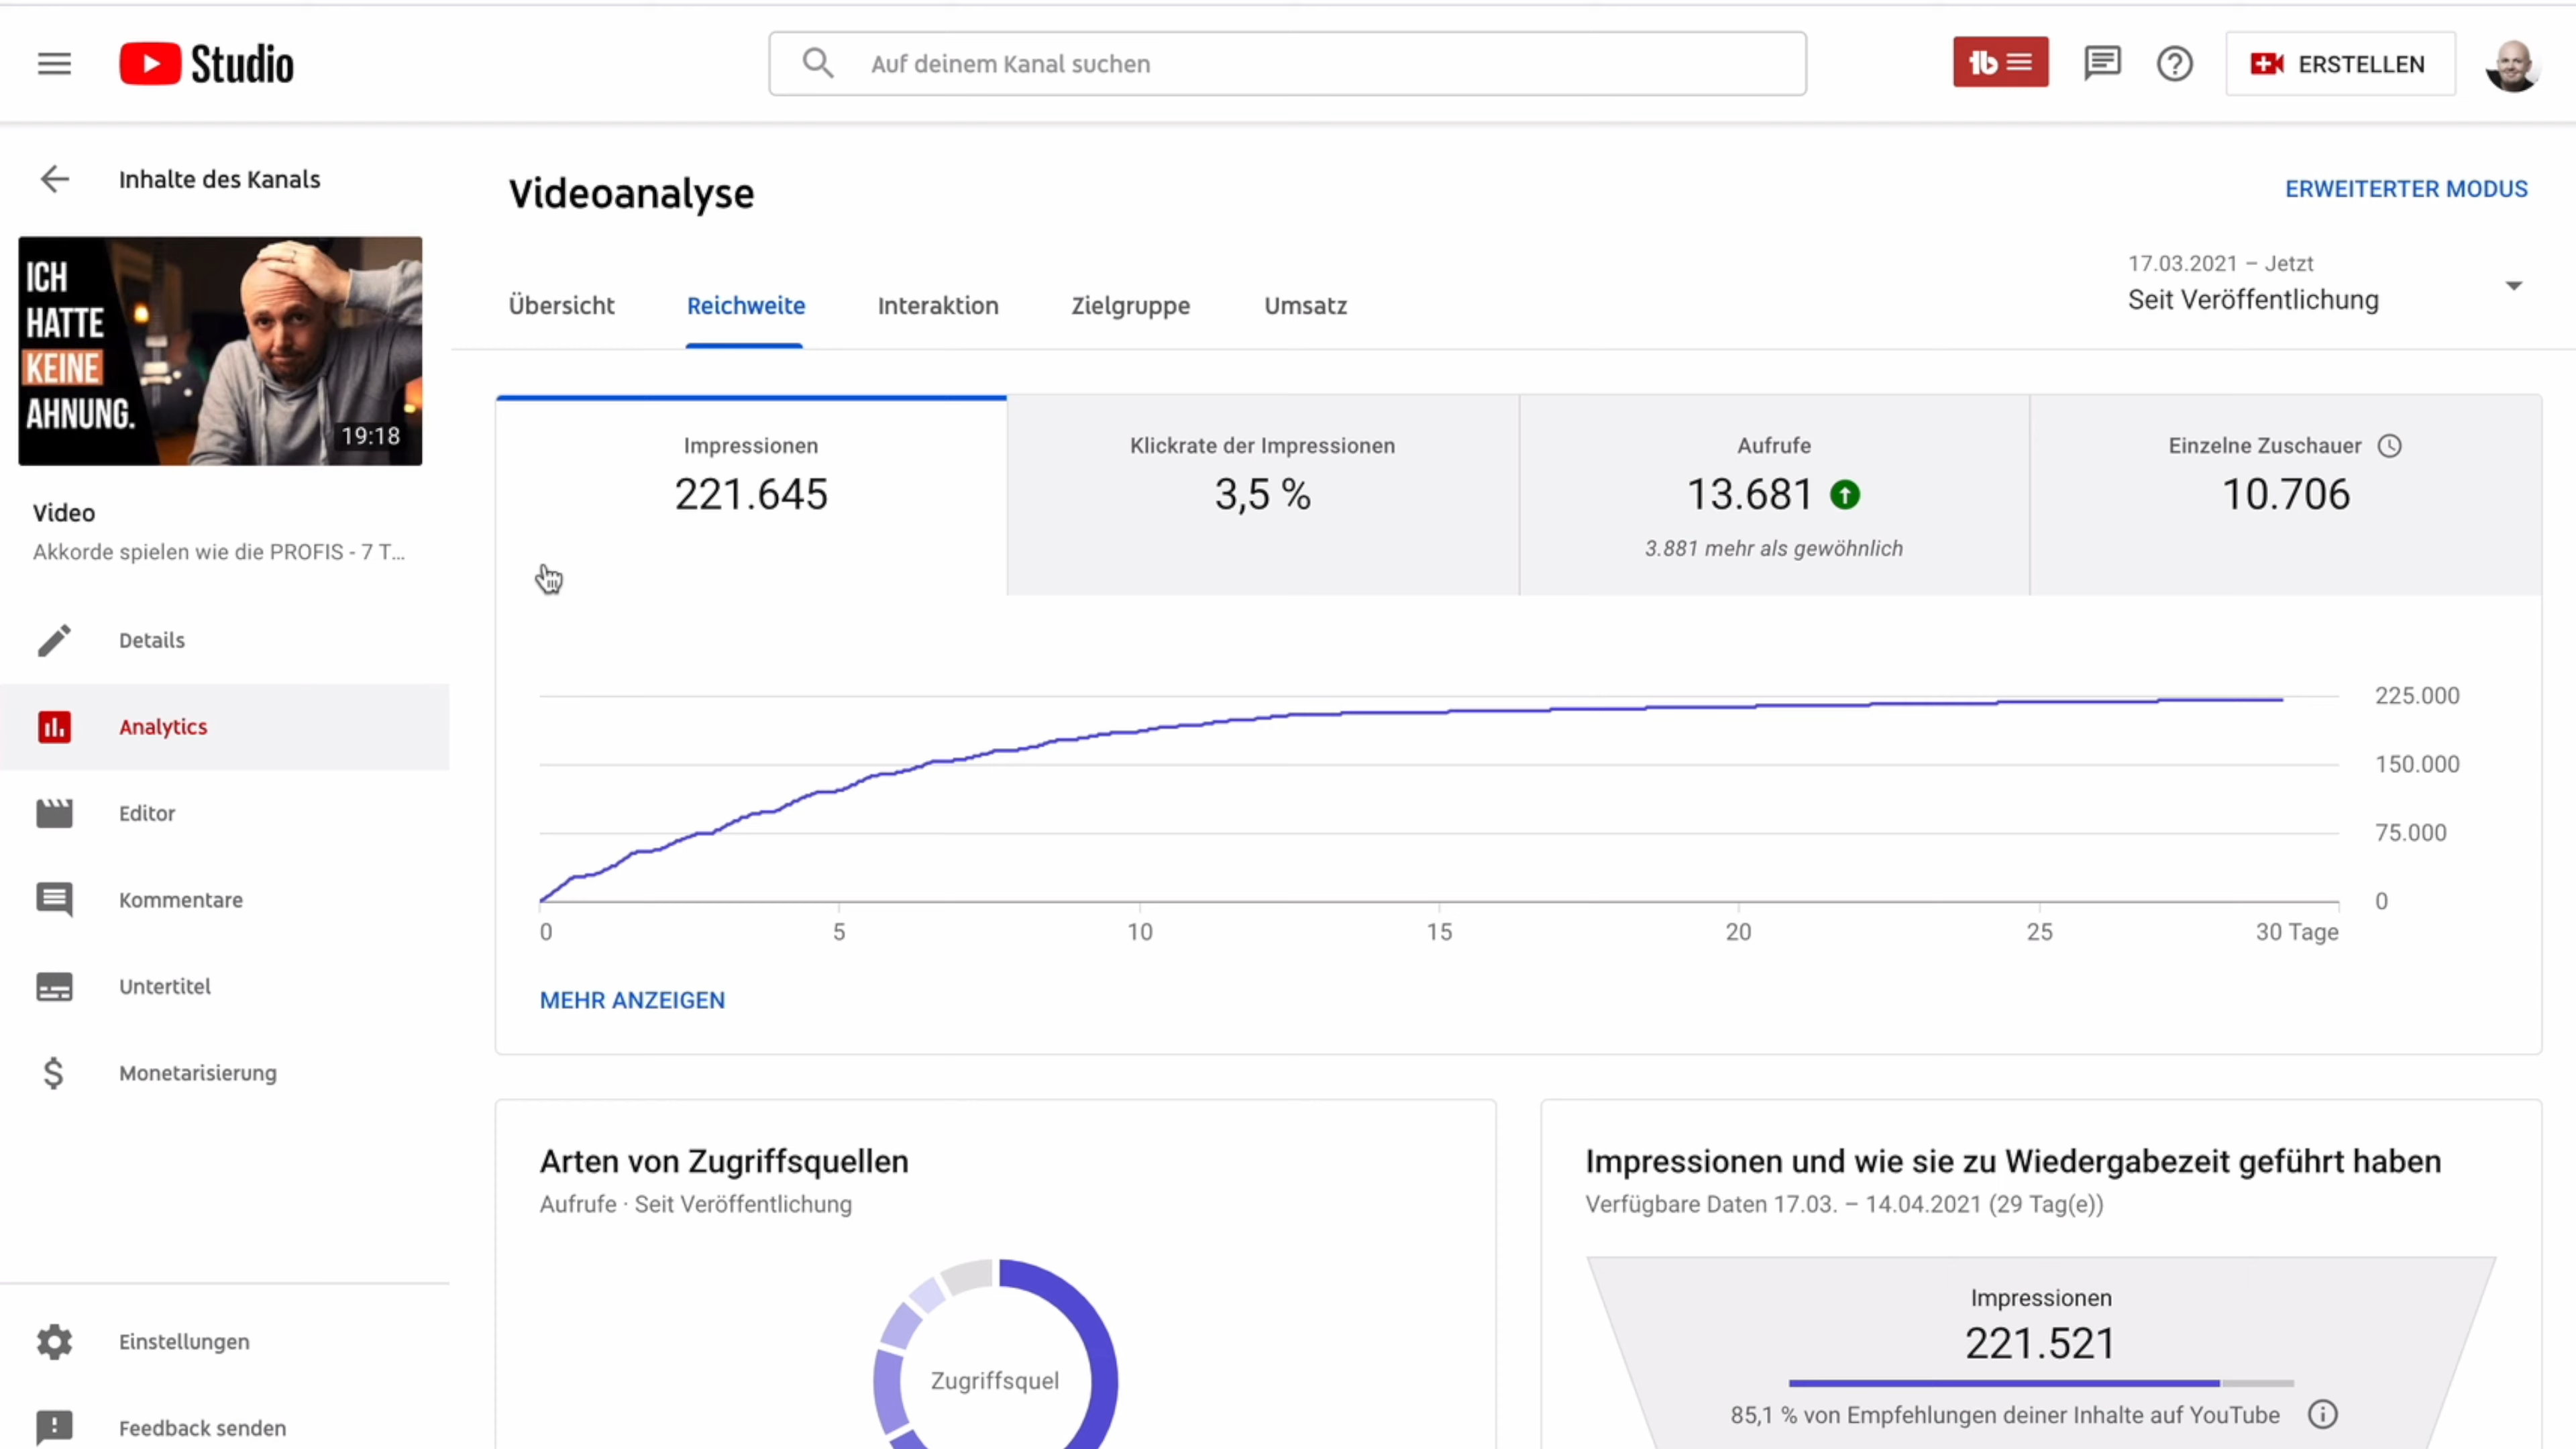 Studio
Auf deinem Kanal suchen
ERSTELLEN
Inhalte des Kanals
ICH
HATTE
KEINE
AHNUNG.
19:18
Video
Akkorde spielen wie die PROFIS - 7 T...
Details
Analytics
Editor
Kommentare
Untertitel
Monetarisierung
Einstellungen
Feedback senden
Videoanalyse
ERWEITERTER MODUS
Übersicht
Reichweite
Interaktion
Zielgruppe
Umsatz
17.03.2021 – Jetzt
Seit Veröffentlichung
Impressionen
221.645
Klickrate der Impressionen
3,5 %
Aufrufe
13.681
3.881 mehr als gewöhnlich
Einzelne Zuschauer
10.706
225.000
150.000
75.000
0
0 5 10 15 20 25 30 Tage
MEHR ANZEIGEN
Arten von Zugriffsquellen
Aufrufe · Seit Veröffentlichung
Zugriffsquel
Impressionen und wie sie zu Wiedergabezeit geführt haben
Verfügbare Daten 17.03. – 14.04.2021 (29 Tag(e))
Impressionen
221.521
85,1 % von Empfehlungen deiner Inhalte auf YouTube